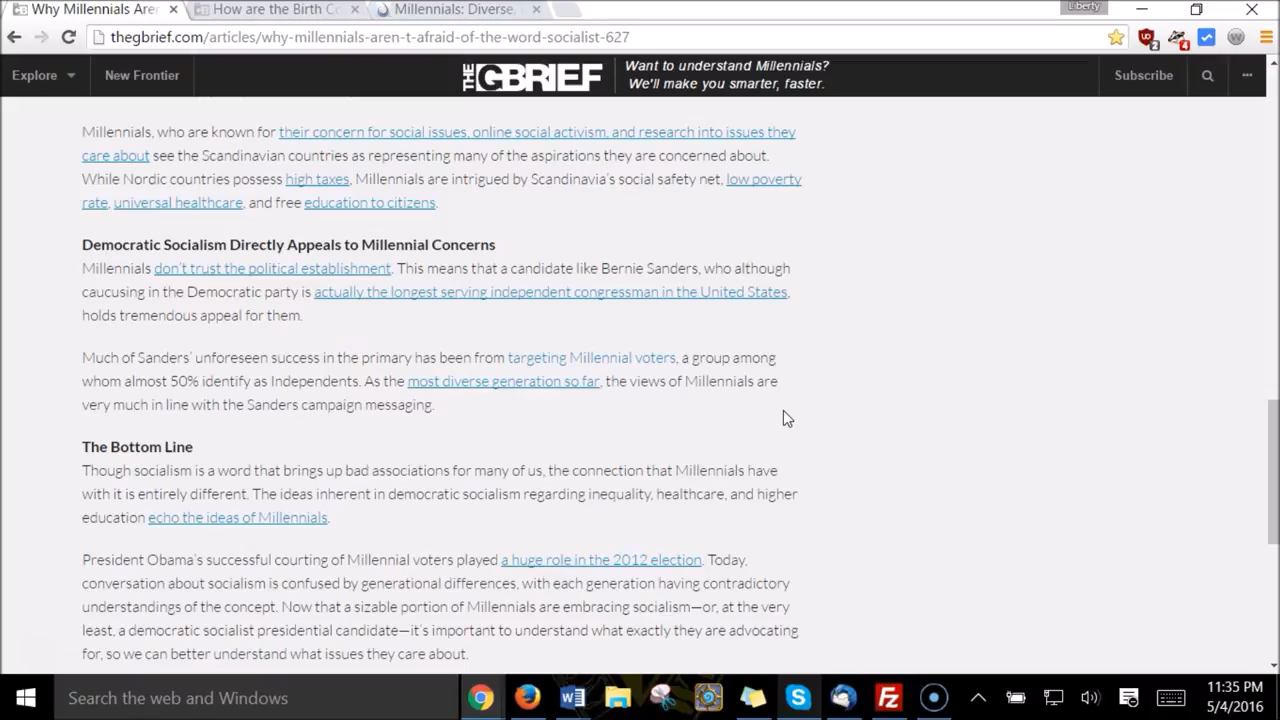 Why Millennials Aren
How are the Birth Co
Millennials: Diverse,
Liberty
thegbrief.com/articles/why-millennials-aren-t-afraid-of-the-word-socialist-627
2
4
Explore
New Frontier
THE GBRIEF
Want to understand Millennials?
We'll make you smarter, faster.
Subscribe
Millennials, who are known for their concern for social issues, online social activism, and research into issues they
care about see the Scandinavian countries as representing many of the aspirations they are concerned about.
While Nordic countries possess high taxes, Millennials are intrigued by Scandinavia's social safety net, low poverty
rate, universal healthcare, and free education to citizens.
Democratic Socialism Directly Appeals to Millennial Concerns
Millennials don't trust the political establishment. This means that a candidate like Bernie Sanders, who although
caucusing in the Democratic party is actually the longest serving independent congressman in the United States,
holds tremendous appeal for them.
Much of Sanders' unforeseen success in the primary has been from targeting Millennial voters, a group among
whom almost 50% identify as Independents. As the most diverse generation so far, the views of Millennials are
very much in line with the Sanders campaign messaging.
The Bottom Line
Though socialism is a word that brings up bad associations for many of us, the connection that Millennials have
with it is entirely different. The ideas inherent in democratic socialism regarding inequality, healthcare, and higher
education echo the ideas of Millennials.
President Obama's successful courting of Millennial voters played a huge role in the 2012 election. Today,
conversation about socialism is confused by generational differences, with each generation having contradictory
understandings of the concept. Now that a sizable portion of Millennials are embracing socialism—or, at the very
least, a democratic socialist presidential candidate—it's important to understand what exactly they are advocating
for, so we can better understand what issues they care about.
Search the web and Windows
11:35 PM
5/4/2016